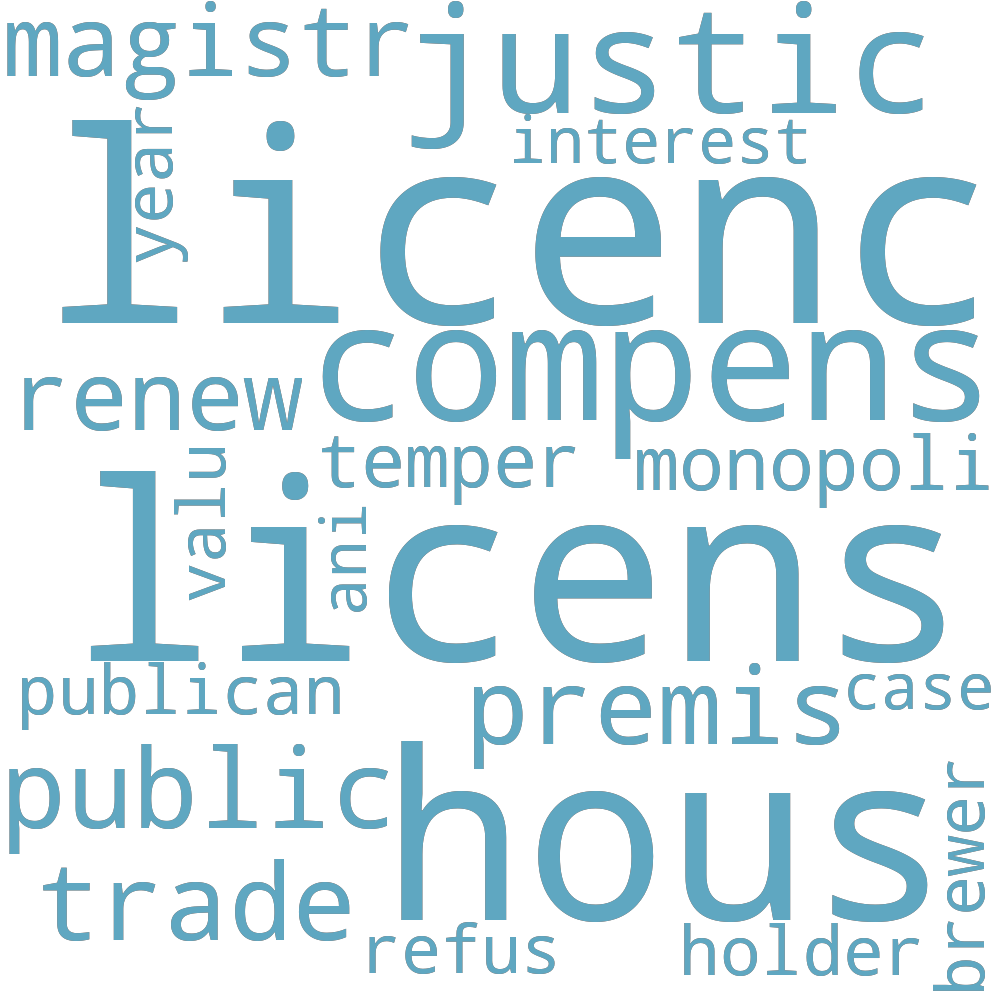 magistr
justic
year
interest
licenc
compens
renew
temper
monopoli
valu
ani
licens
publican
premis
case
public
hous
brewer
trade
refus
holder